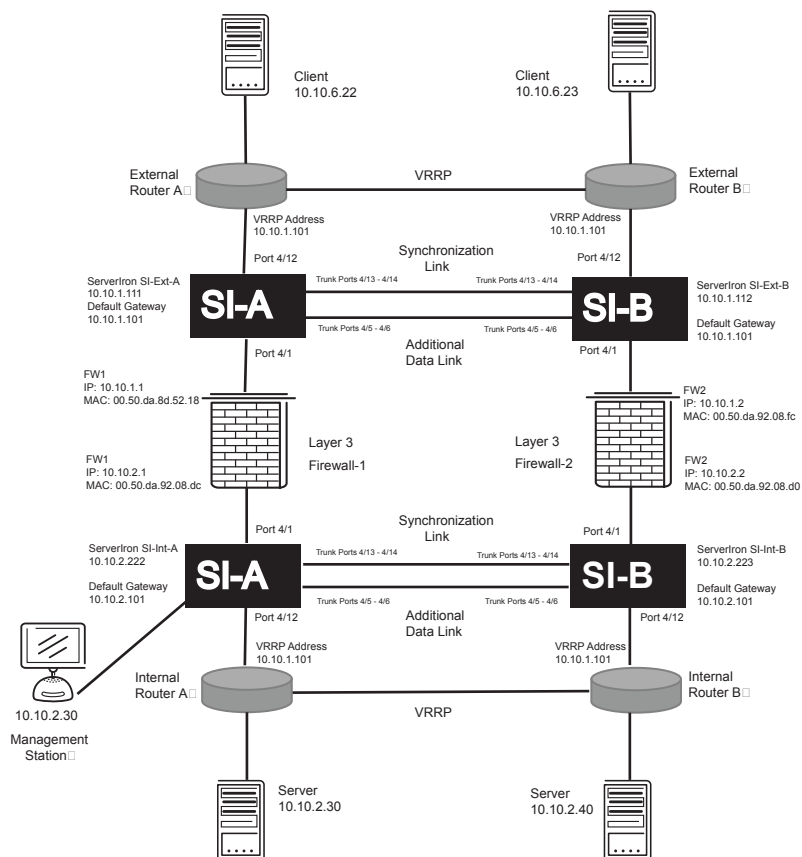 Client
10.10.6.22
Client
10.10.6.23
External
Router A
VRRP
External
Router B
VRRP Address
10.10.1.101
VRRP Address
10.10.1.101
Port 4/12
Synchronization
Link
Port 4/12
ServerIron SI-Ext-A
10.10.1.111
Default Gateway
10.10.1.101
SI-A
Trunk Ports 4/13 - 4/14
Trunk Ports 4/13 - 4/14
SI-B
ServerIron SI-Ext-B
10.10.1.112
Default Gateway
10.10.1.101
Trunk Ports 4/5 - 4/6
Trunk Ports 4/5 - 4/6
Port 4/1
Additional
Data Link
Port 4/1
FW1
IP: 10.10.1.1
MAC: 00.50.da.8d.52.18
FW2
IP: 10.10.1.2
MAC: 00.50.da.92.08.fc
Layer 3
Firewall-1
Layer 3
Firewall-2
FW1
IP: 10.10.2.1
MAC: 00.50.da.92.08.dc
FW2
IP: 10.10.2.2
MAC: 00.50.da.92.08.d0
Port 4/1
Synchronization
Link
Port 4/1
ServerIron SI-Int-A
10.10.2.222
Default Gateway
10.10.2.101
SI-A
Trunk Ports 4/13 - 4/14
Trunk Ports 4/13 - 4/14
SI-B
ServerIron SI-Int-B
10.10.2.223
Default Gateway
10.10.2.101
Trunk Ports 4/5 - 4/6
Trunk Ports 4/5 - 4/6
Port 4/12
Additional
Data Link
Port 4/12
VRRP Address
10.10.1.101
VRRP Address
10.10.1.101
Internal
Router A
VRRP
Internal
Router B
10.10.2.30
Management
Station
Server
10.10.2.30
Server
10.10.2.40